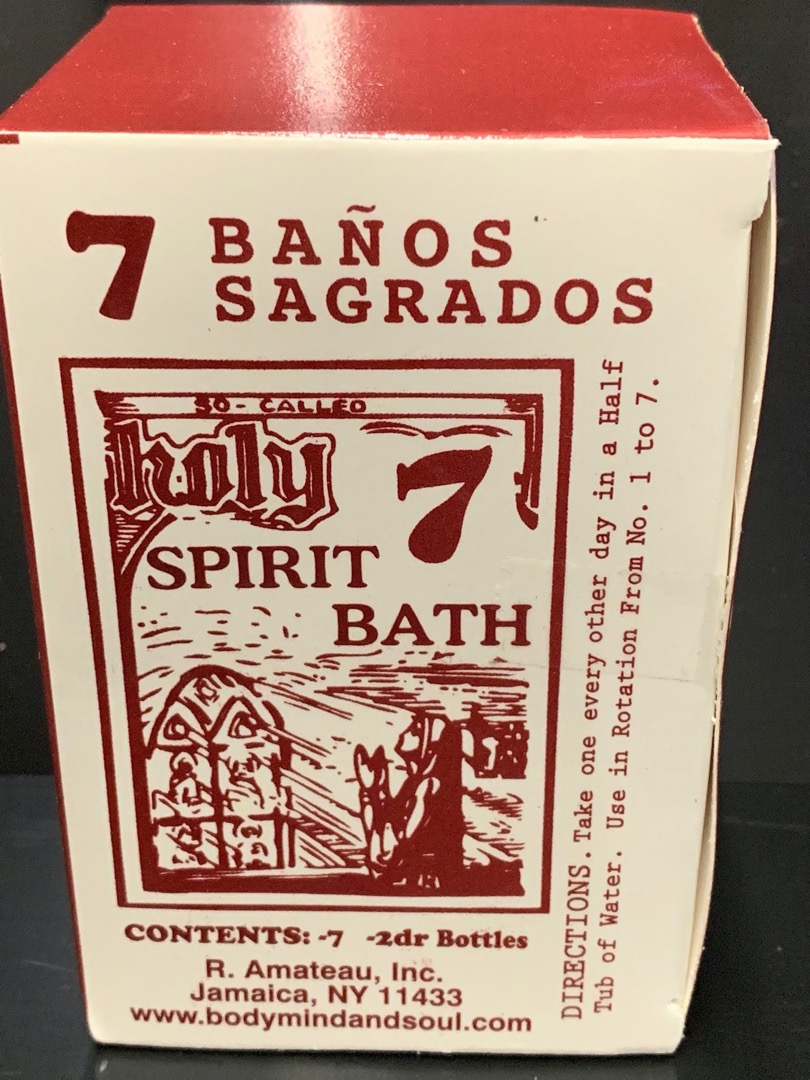 7 BAÑOS
SAGRADOS
SO-CALLED
holy 7
SPIRIT
BATH
CONTENTS: -7 -2dr Bottles
R. Amateau, Inc.
Jamaica, NY 11433
www.bodymindandsoul.com
DIRECTIONS. Take one every other day in a Half
Tub of Water. Use in Rotation From No. 1 to 7.